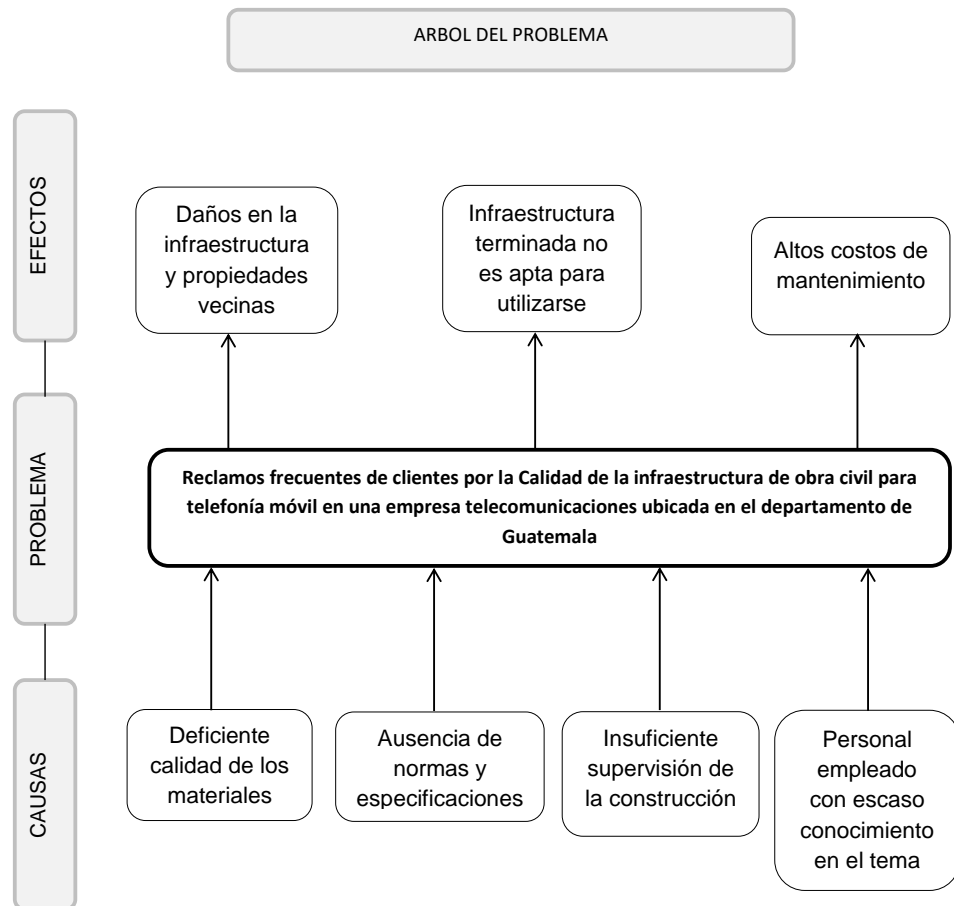 ARBOL DEL PROBLEMA
EFECTOS
Daños en la
infraestructura
y propiedades
vecinas
Infraestructura
terminada no
es apta para
utilizarse
Altos costos de
mantenimiento
PROBLEMA
Reclamos frecuentes de clientes por la Calidad de la infraestructura de obra civil para
telefonía móvil en una empresa telecomunicaciones ubicada en el departamento de
Guatemala
CAUSAS
Deficiente
calidad de los
materiales
Ausencia de
normas y
especificaciones
Insuficiente
supervisión de
la construcción
Personal
empleado
con escaso
conocimiento
en el tema